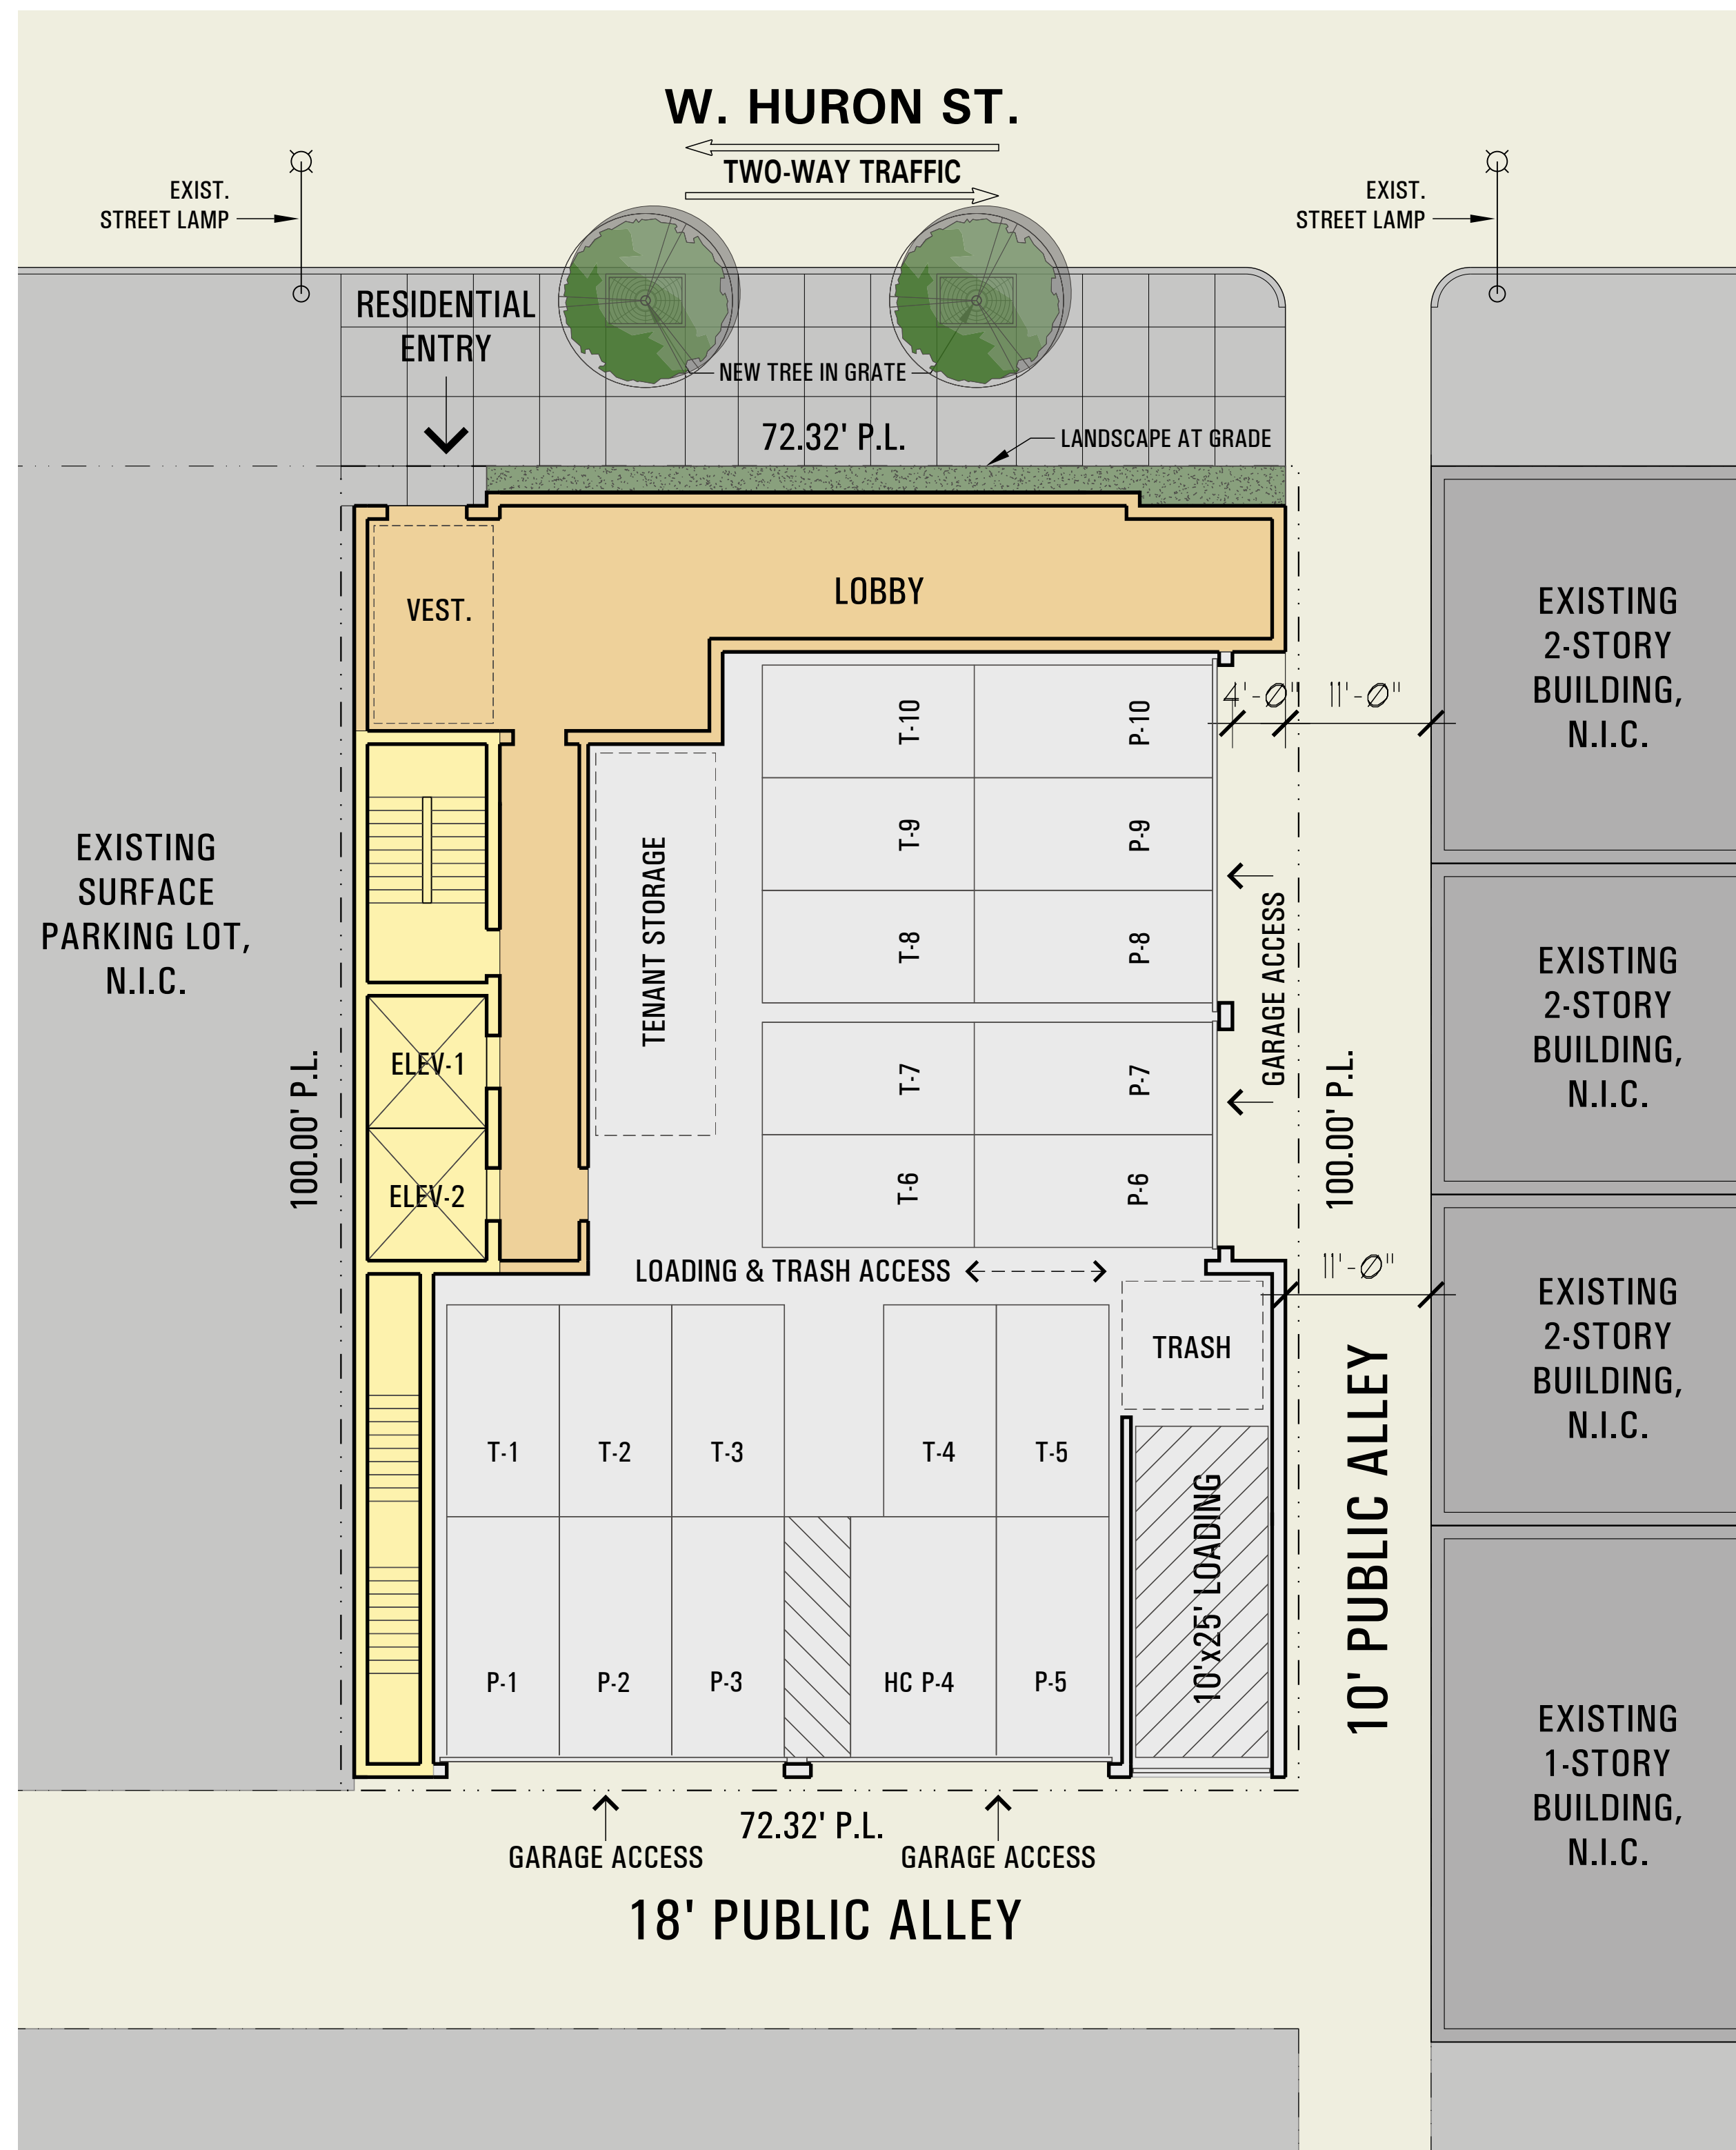 W. HURON ST.
TWO-WAY TRAFFIC
EXIST.
STREET LAMP
EXIST.
STREET LAMP
RESIDENTIAL
ENTRY
NEW TREE IN GRATE
72.32' P.L.
LANDSCAPE AT GRADE
VEST.
LOBBY
EXISTING
2-STORY
BUILDING,
N.I.C.
4'-0"
11'-0"
T-10
P-10
T-9
P-9
T-8
P-8
T-7
P-7
T-6
P-6
TENANT STORAGE
GARAGE ACCESS
EXISTING
SURFACE
PARKING LOT,
N.I.C.
EXISTING
2-STORY
BUILDING,
N.I.C.
ELEV-1
ELEV-2
100.00' P.L.
100.00' P.L.
LOADING & TRASH ACCESS
11'-0"
EXISTING
2-STORY
BUILDING,
N.I.C.
TRASH
T-1
T-2
T-3
T-4
T-5
10'x25' LOADING
10' PUBLIC ALLEY
P-1
P-2
P-3
HC P-4
P-5
EXISTING
1-STORY
BUILDING,
N.I.C.
72.32' P.L.
GARAGE ACCESS
GARAGE ACCESS
18' PUBLIC ALLEY